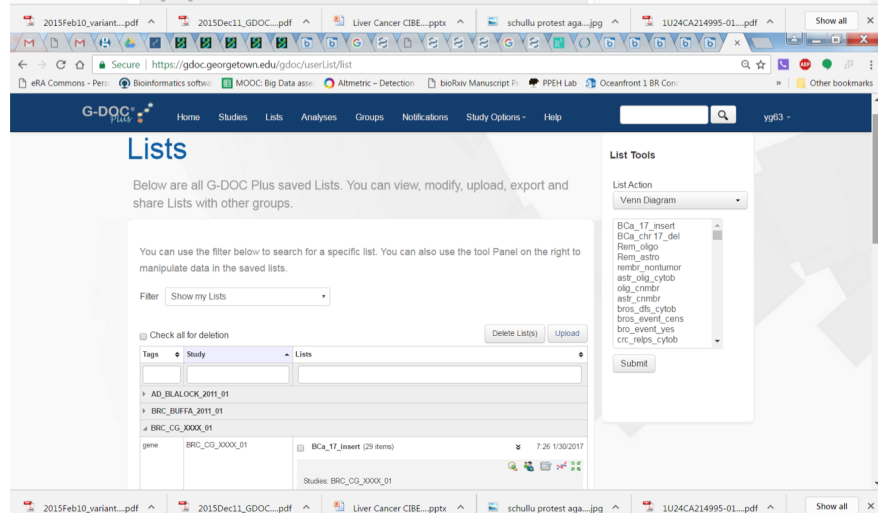 2015Feb10_variant....pdf
2015Dec11_GDOC....pdf
Liver Cancer CIBE....pptx
schullu protest aga....jpg
1U24CA214995-01....pdf
Show all
Secure | https://gdoc.georgetown.edu/gdoc/userList/list
eRA Commons - Pers
Bioinformatics softwa
MOOC: Big Data asse
Altmetric – Detection
bioRxiv Manuscript Pr
PPEH Lab
Oceanfront 1 BR Con
Other bookmarks
G-DOC Plus
Home Studies Lists Analyses Groups Notifications Study Options Help
yg63
Lists
Below are all G-DOC Plus saved Lists. You can view, modify, upload, export and
share Lists with other groups.
You can use the filter below to search for a specific list. You can also use the tool Panel on the right to
manipulate data in the saved lists.
Filter Show my Lists
Check all for deletion
Delete List(s) Upload
Tags Study Lists
AD_BLALOCK_2011_01
BRC_BUFFA_2011_01
BRC_CG_XXXX_01
gene BRC_CG_XXXX_01 BCa_17_insert (29 items) 7:26 1/30/2017
Studies: BRC_CG_XXXX_01
List Tools
List Action
Venn Diagram
BCa_17_insert
BCa_chr 17_del
Rem_oligo
Rem_astro
rembr_nontumor
astr_olig_cytob
olig_cnmbr
astr_cnmbr
bros_dfs_cytob
bros_event_cens
bro_event_yes
crc_relps_cytob
Submit
2015Feb10_variant....pdf
2015Dec11_GDOC....pdf
Liver Cancer CIBE....pptx
schullu protest aga....jpg
1U24CA214995-01....pdf
Show all